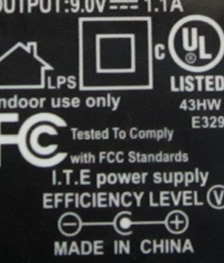 OUTPUT:9.0V⎓1.1A
LPS
c UL ®
LISTED
ndoor use only
43HW
E329
FC Tested To Comply
with FCC Standards
I.T.E power supply
EFFICIENCY LEVEL V
MADE IN CHINA